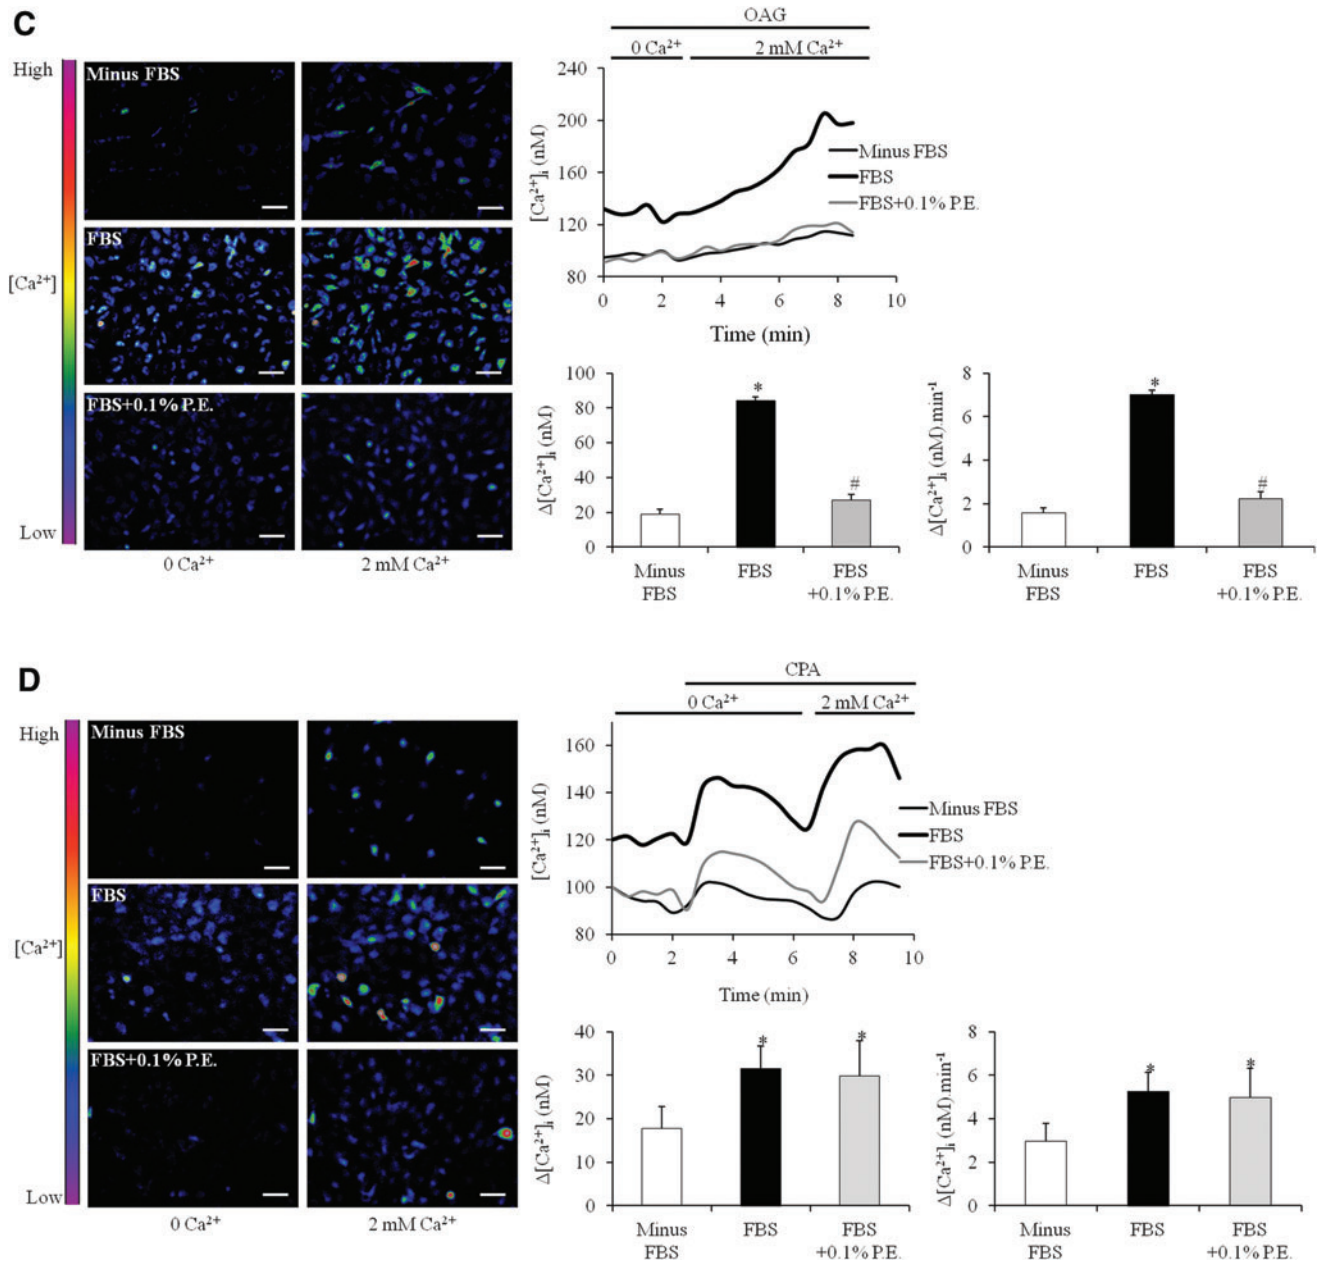 C
High
[Ca²⁺]
Low
Minus FBS
FBS
FBS+0.1% P.E.
0 Ca²⁺
2 mM Ca²⁺
OAG
0 Ca²⁺
2 mM Ca²⁺
[Ca²⁺]i (nM)
240
200
160
120
80
0
2
4
6
8
10
Time (min)
Minus FBS
FBS
FBS+0.1% P.E.
Δ[Ca²⁺]i (nM)
100
80
60
40
20
0
*
#
Minus
FBS
FBS
FBS
+0.1% P.E.
Δ[Ca²⁺]i (nM).min⁻¹
8
6
4
2
0
*
#
Minus
FBS
FBS
FBS
+0.1% P.E.
D
High
[Ca²⁺]
Low
Minus FBS
FBS
FBS+0.1% P.E.
0 Ca²⁺
2 mM Ca²⁺
CPA
0 Ca²⁺
2 mM Ca²⁺
[Ca²⁺]i (nM)
160
140
120
100
80
0
2
4
6
8
10
Time (min)
Minus FBS
FBS
FBS+0.1% P.E.
Δ[Ca²⁺]i (nM)
40
30
20
10
0
*
*
Minus
FBS
FBS
FBS
+0.1% P.E.
Δ[Ca²⁺]i (nM).min⁻¹
8
6
4
2
0
*
*
Minus
FBS
FBS
FBS
+0.1% P.E.